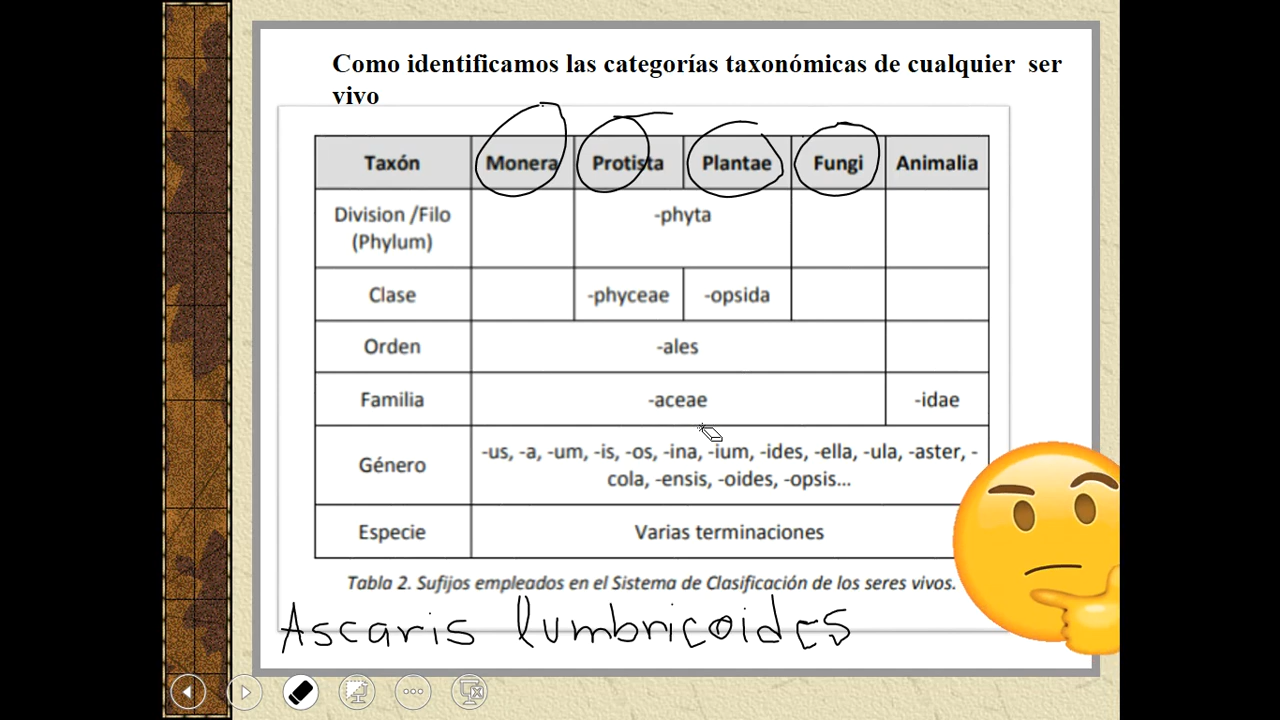 Como identificamos las categorías taxonómicas de cualquier ser
vivo
Taxón Monera Protista Plantae Fungi Animalia
Division /Filo
(Phylum)
-phyta
Clase -phyceae -opsida
Orden -ales
Familia -aceae -idae
Género
-us, -a, -um, -is, -os, -ina, -ium, -ides, -ella, -ula, -aster, -
cola, -ensis, -oides, -opsis...
Especie Varias terminaciones
Tabla 2. Sufijos empleados en el Sistema de Clasificación de los seres vivos.
Ascaris lumbricoides